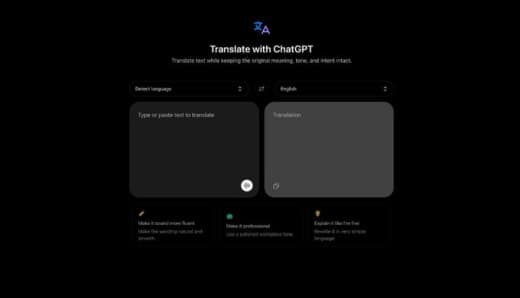 Translate with ChatGPT
Translate text while keeping the original meaning, tone, and intent intact.
Detect language
English
Type or paste text to translate
Translation
Make it sound more fluent
Make the wording natural and smooth.
Make it professional
Use a polished workplace tone.
Explain it like I'm five
Rewrite it in very simple
language.